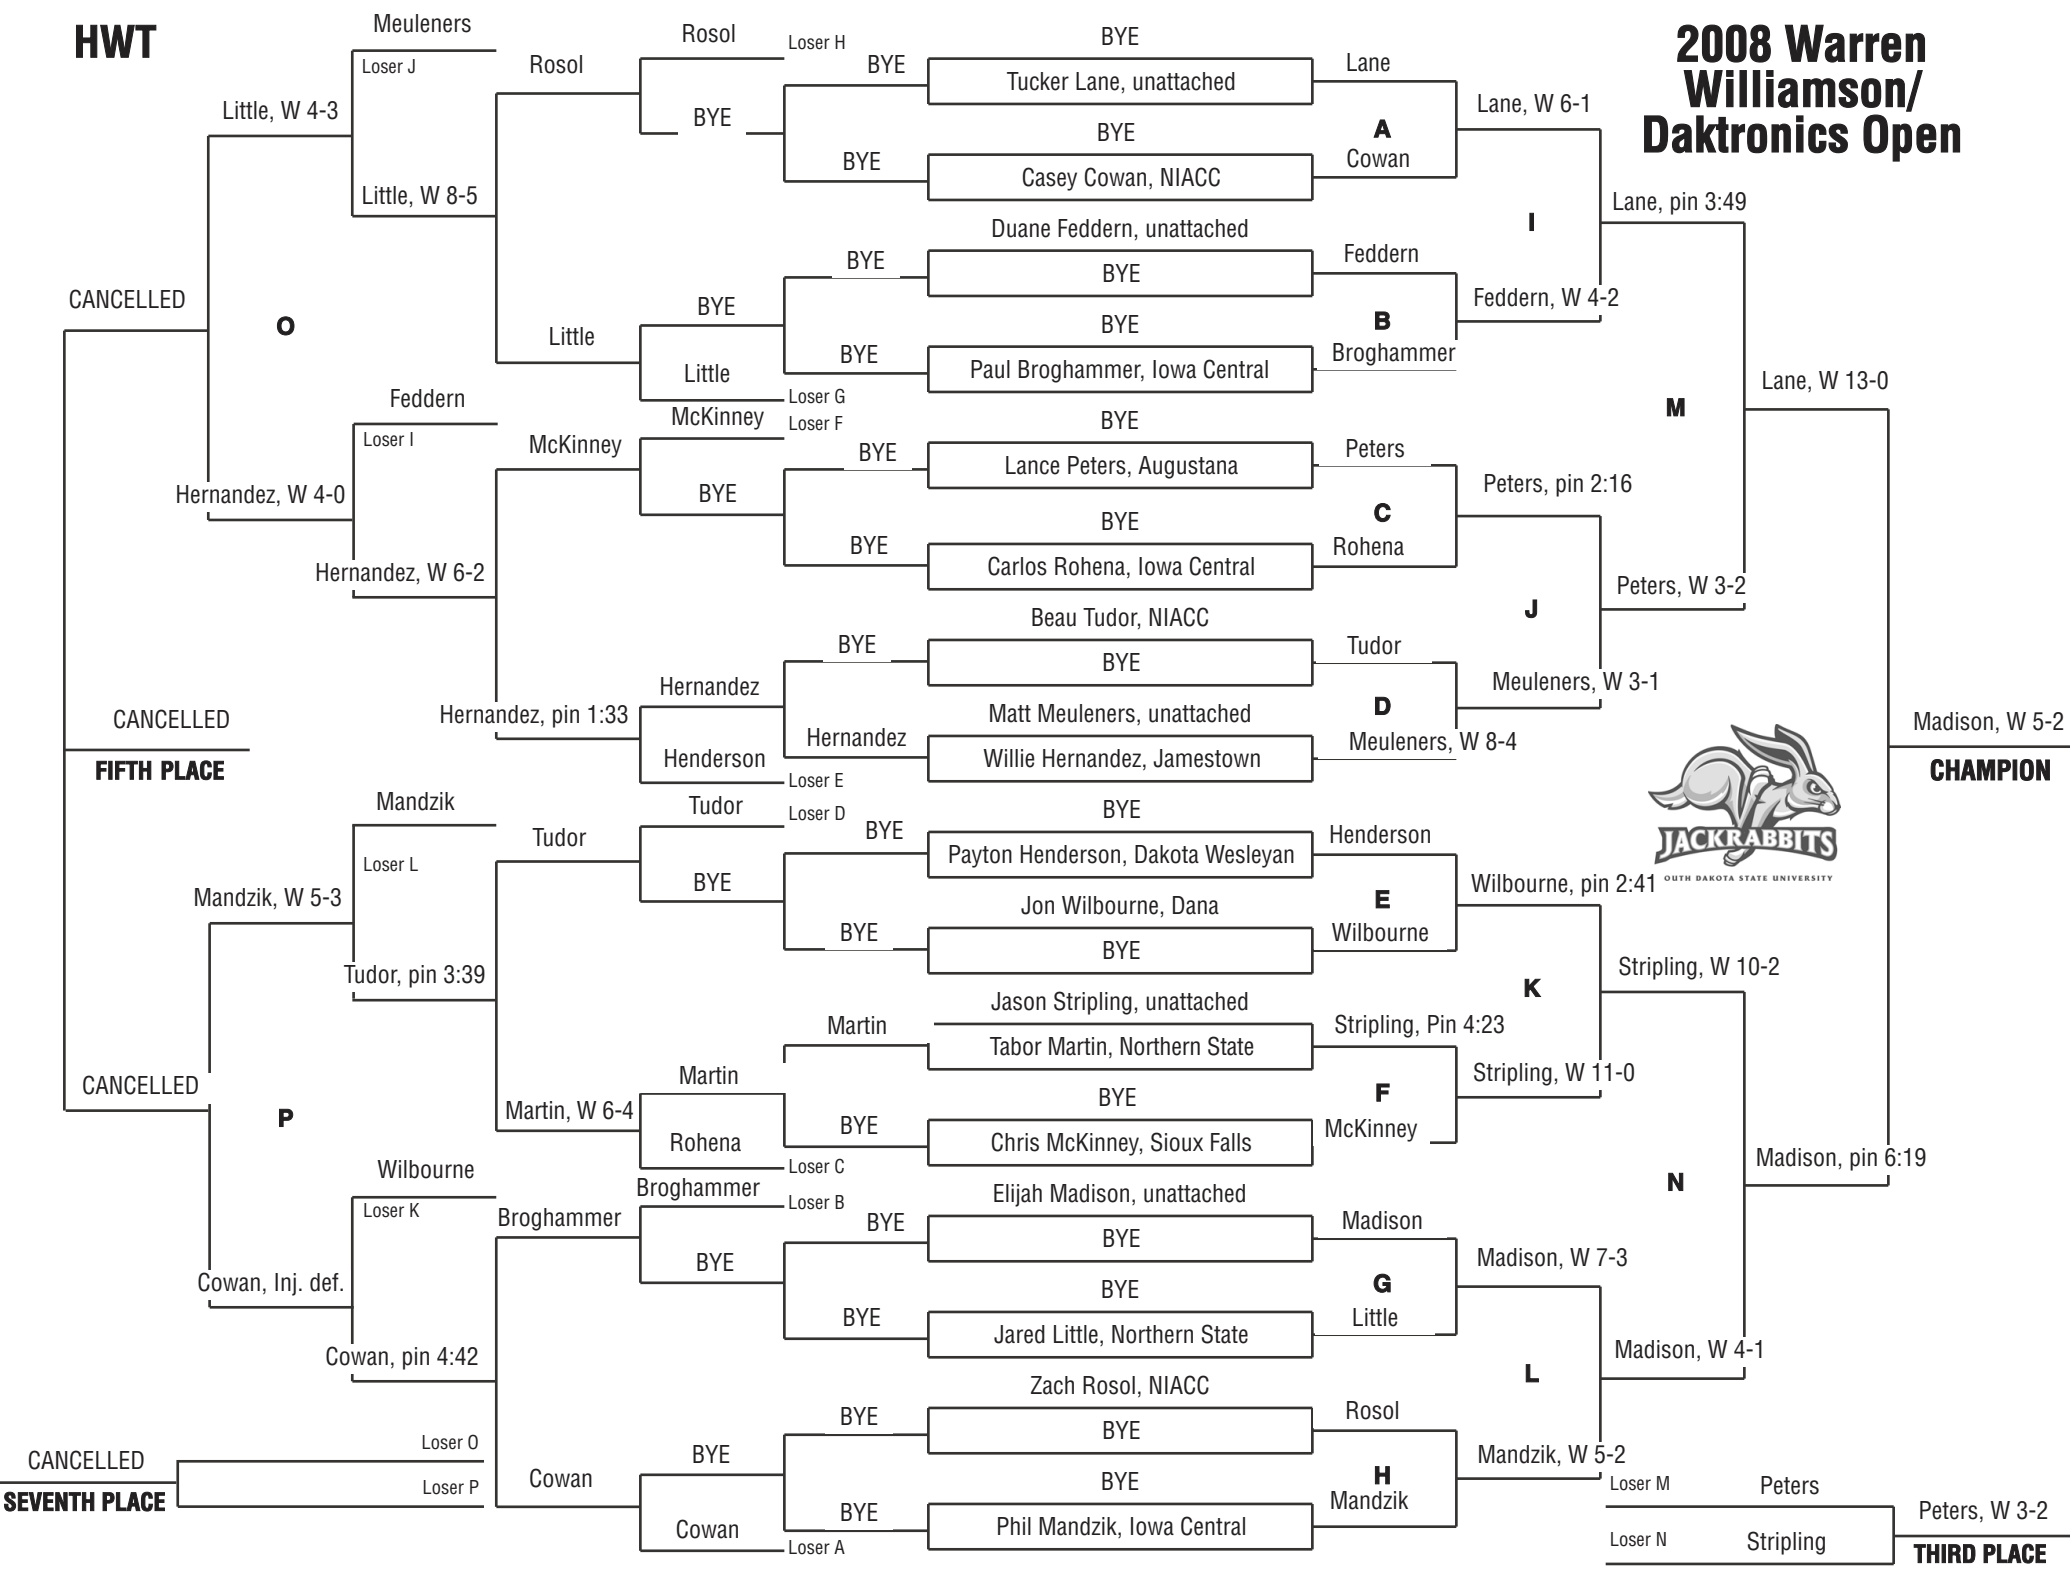 HWT
2008 Warren
Williamson/
Daktronics Open
Meuleners
Loser J
Little, W 4-3
Little, W 8-5
CANCELLED
O
Feddern
Loser I
Hernandez, W 4-0
Hernandez, W 6-2
CANCELLED
FIFTH PLACE
Mandzik
Loser L
Mandzik, W 5-3
Tudor, pin 3:39
CANCELLED
P
Wilbourne
Loser K
Cowan, Inj. def.
Cowan, pin 4:42
Loser O
CANCELLED
Loser P
SEVENTH PLACE
Rosol
Rosol
Loser H
BYE
Little
BYE
Little
Loser G
McKinney
McKinney
Loser F
BYE
Hernandez
Hernandez, pin 1:33
Henderson
Loser E
Tudor
Tudor
Loser D
BYE
Martin
Martin, W 6-4
Rohena
Loser C
Broghammer
Broghammer
Loser B
BYE
BYE
Cowan
Cowan
Loser A
BYE
BYE
BYE
BYE
BYE
BYE
BYE
Hernandez
BYE
BYE
Martin
BYE
BYE
BYE
BYE
BYE
BYE
Tucker Lane, unattached
BYE
Casey Cowan, NIACC
Duane Feddern, unattached
BYE
BYE
Paul Broghammer, Iowa Central
BYE
Lance Peters, Augustana
BYE
Carlos Rohena, Iowa Central
Beau Tudor, NIACC
BYE
Matt Meuleners, unattached
Willie Hernandez, Jamestown
BYE
Payton Henderson, Dakota Wesleyan
Jon Wilbourne, Dana
BYE
Jason Stripling, unattached
Tabor Martin, Northern State
BYE
Chris McKinney, Sioux Falls
Elijah Madison, unattached
BYE
BYE
Jared Little, Northern State
Zach Rosol, NIACC
BYE
BYE
Phil Mandzik, Iowa Central
Lane
A
Cowan
Feddern
B
Broghammer
Peters
C
Rohena
Tudor
D
Meuleners, W 8-4
Henderson
E
Wilbourne
Stripling, Pin 4:23
F
McKinney
Madison
G
Little
Rosol
H
Mandzik
Lane, W 6-1
I
Feddern, W 4-2
Peters, pin 2:16
J
Meuleners, W 3-1
Wilbourne, pin 2:41
K
Stripling, W 11-0
Madison, W 7-3
L
Mandzik, W 5-2
Lane, pin 3:49
M
Peters, W 3-2
Stripling, W 10-2
N
Madison, W 4-1
Lane, W 13-0
Madison, pin 6:19
Madison, W 5-2
CHAMPION
JACKRABBITS
OUTH DAKOTA STATE UNIVERSITY
Loser M
Peters
Loser N
Stripling
Peters, W 3-2
THIRD PLACE